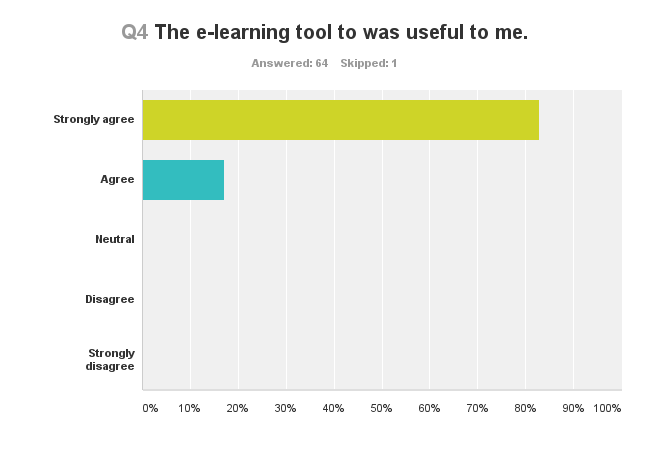 Q4 The e-learning tool to was useful to me.
Answered: 64 Skipped: 1
Strongly agree
Agree
Neutral
Disagree
Strongly
disagree
0% 10% 20% 30% 40% 50% 60% 70% 80% 90% 100%